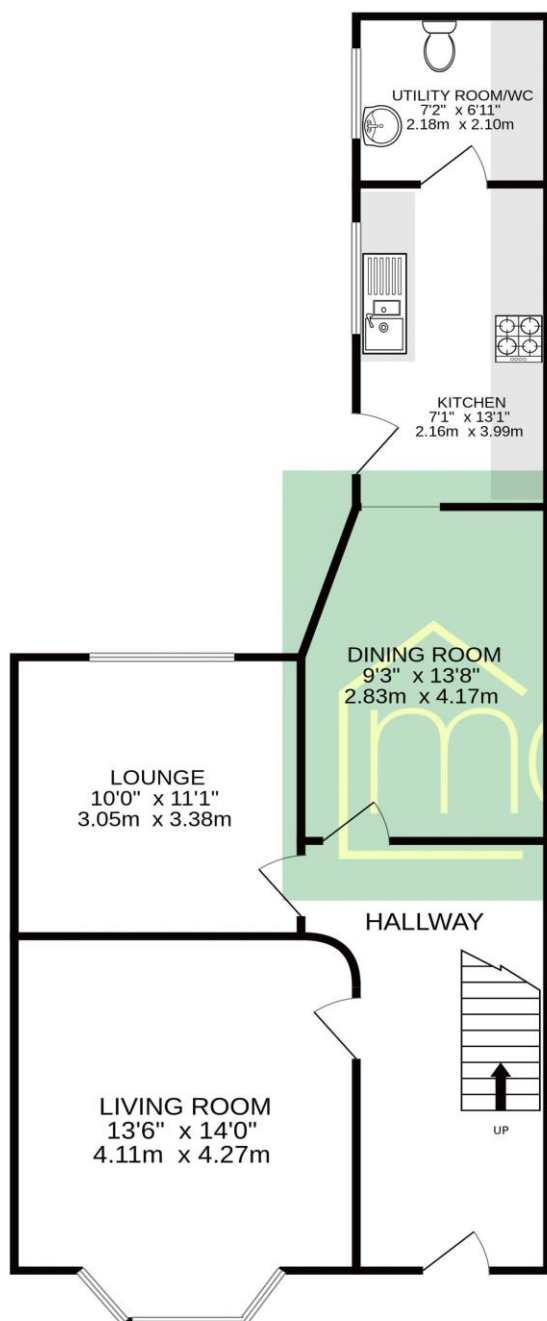 UTILITY ROOM/WC
7'2" x 6'11"
2.18m x 2.10m
KITCHEN
7'1" x 13'1"
2.16m x 3.99m
DINING ROOM
9'3" x 13'8"
2.83m x 4.17m
LOUNGE
10'0" x 11'1"
3.05m x 3.38m
HALLWAY
LIVING ROOM
13'6" x 14'0"
4.11m x 4.27m
UP